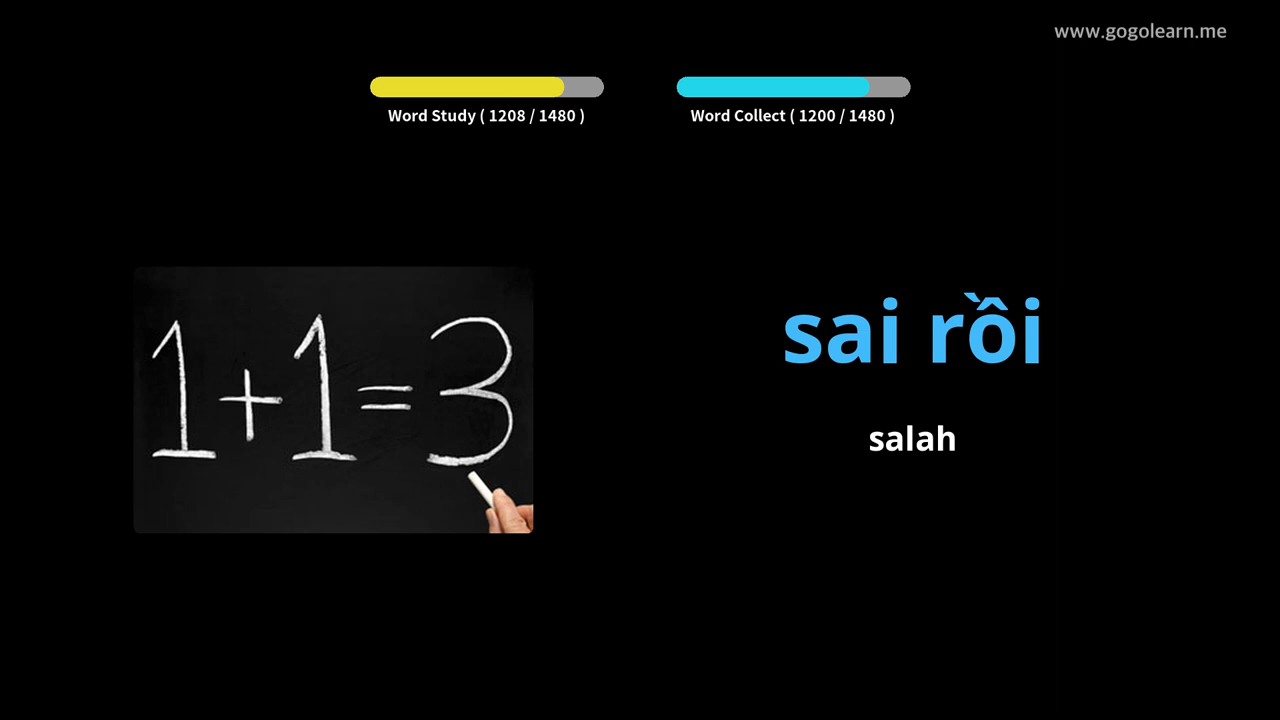 www.gogolearn.me
Word Study ( 1208 / 1480 )
Word Collect ( 1200 / 1480 )
1+1=3
sai rồi
salah